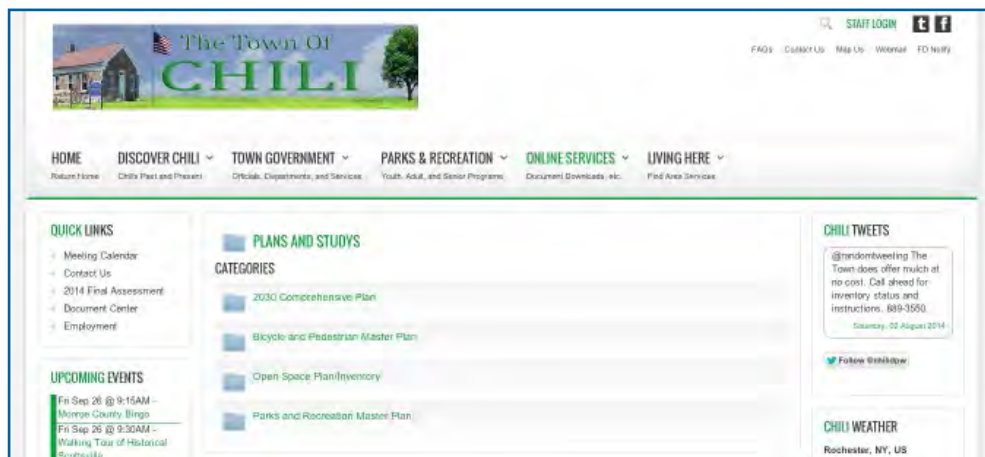 The Town Of
CHILI
STAFF LOGIN
FAQs Contact Us Map Us Webmail FD Notify
HOME DISCOVER CHILI TOWN GOVERNMENT PARKS & RECREATION ONLINE SERVICES LIVING HERE
Return Home Chili's Past and Present Officials, Departments, and Services Youth, Adult, and Senior Programs Document Downloads, etc. Find Area Services
QUICK LINKS
Meeting Calendar
Contact Us
2014 Final Assessment
Document Center
Employment
UPCOMING EVENTS
Fri Sep 26 @ 9:15AM -
Monroe County Bingo
Fri Sep 26 @ 9:30AM -
Walking Tour of Historical
Scottsville
PLANS AND STUDYS
CATEGORIES
2030 Comprehensive Plan
Bicycle and Pedestrian Master Plan
Open Space Plan/Inventory
Parks and Recreation Master Plan
CHILI TWEETS
@randomtweeting The
Town does offer mulch at
no cost. Call ahead for
inventory status and
instructions. 889-3550.
Saturday, 02 August 2014
Follow @chilidpw
CHILI WEATHER
Rochester, NY, US